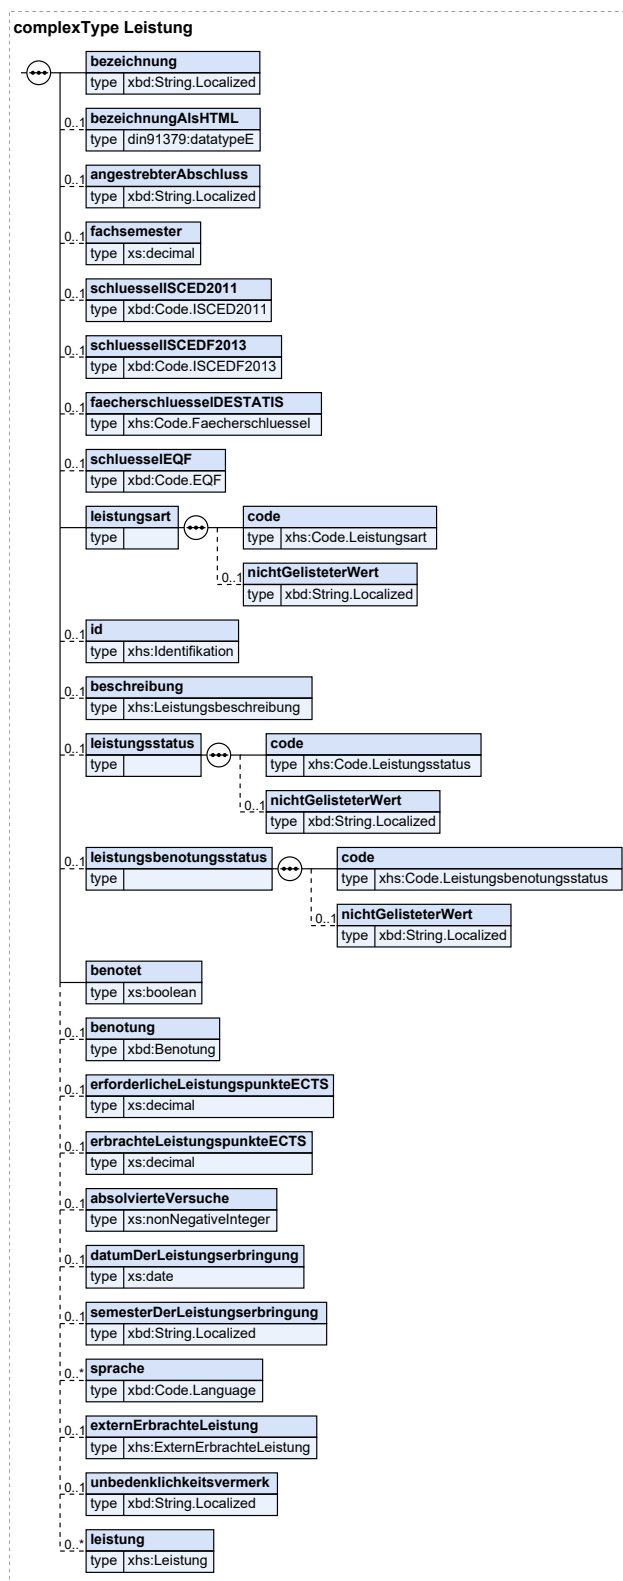 complexType Leistung
bezeichnung
type xbd:String.Localized
0..1 bezeichnungAlsHTML
type din91379:datatypeE
0..1 angestrebterAbschluss
type xbd:String.Localized
0..1 fachsemester
type xs:decimal
0..1 schluesselISCED2011
type xbd:Code.ISCED2011
0..1 schluesselISCEDF2013
type xbd:Code.ISCEDF2013
0..1 faecherschluesselDESTATIS
type xhs:Code.Faecherschluessel
0..1 schluesselEQF
type xbd:Code.EQF
leistungsart code
type type xhs:Code.Leistungsart
0..1 nichtGelisteterWert
type xbd:String.Localized
0..1 id
type xhs:Identifikation
0..1 beschreibung
type xhs:Leistungsbeschreibung
0..1 leistungsstatus code
type type xhs:Code.Leistungsstatus
0..1 nichtGelisteterWert
type xbd:String.Localized
0..1 leistungsbenotungsstatus code
type type xhs:Code.Leistungsbenotungsstatus
0..1 nichtGelisteterWert
type xbd:String.Localized
benotet
type xs:boolean
0..1 benotung
type xbd:Benotung
0..1 erforderlicheLeistungspunkteECTS
type xs:decimal
0..1 erbrachteLeistungspunkteECTS
type xs:decimal
0..1 absolvierteVersuche
type xs:nonNegativeInteger
0..1 datumDerLeistungserbringung
type xs:date
0..1 semesterDerLeistungserbringung
type xbd:String.Localized
0..* sprache
type xbd:Code.Language
0..1 externErbrachteLeistung
type xhs:ExternErbrachteLeistung
0..1 unbedenklichkeitsvermerk
type xbd:String.Localized
0..* leistung
type xhs:Leistung